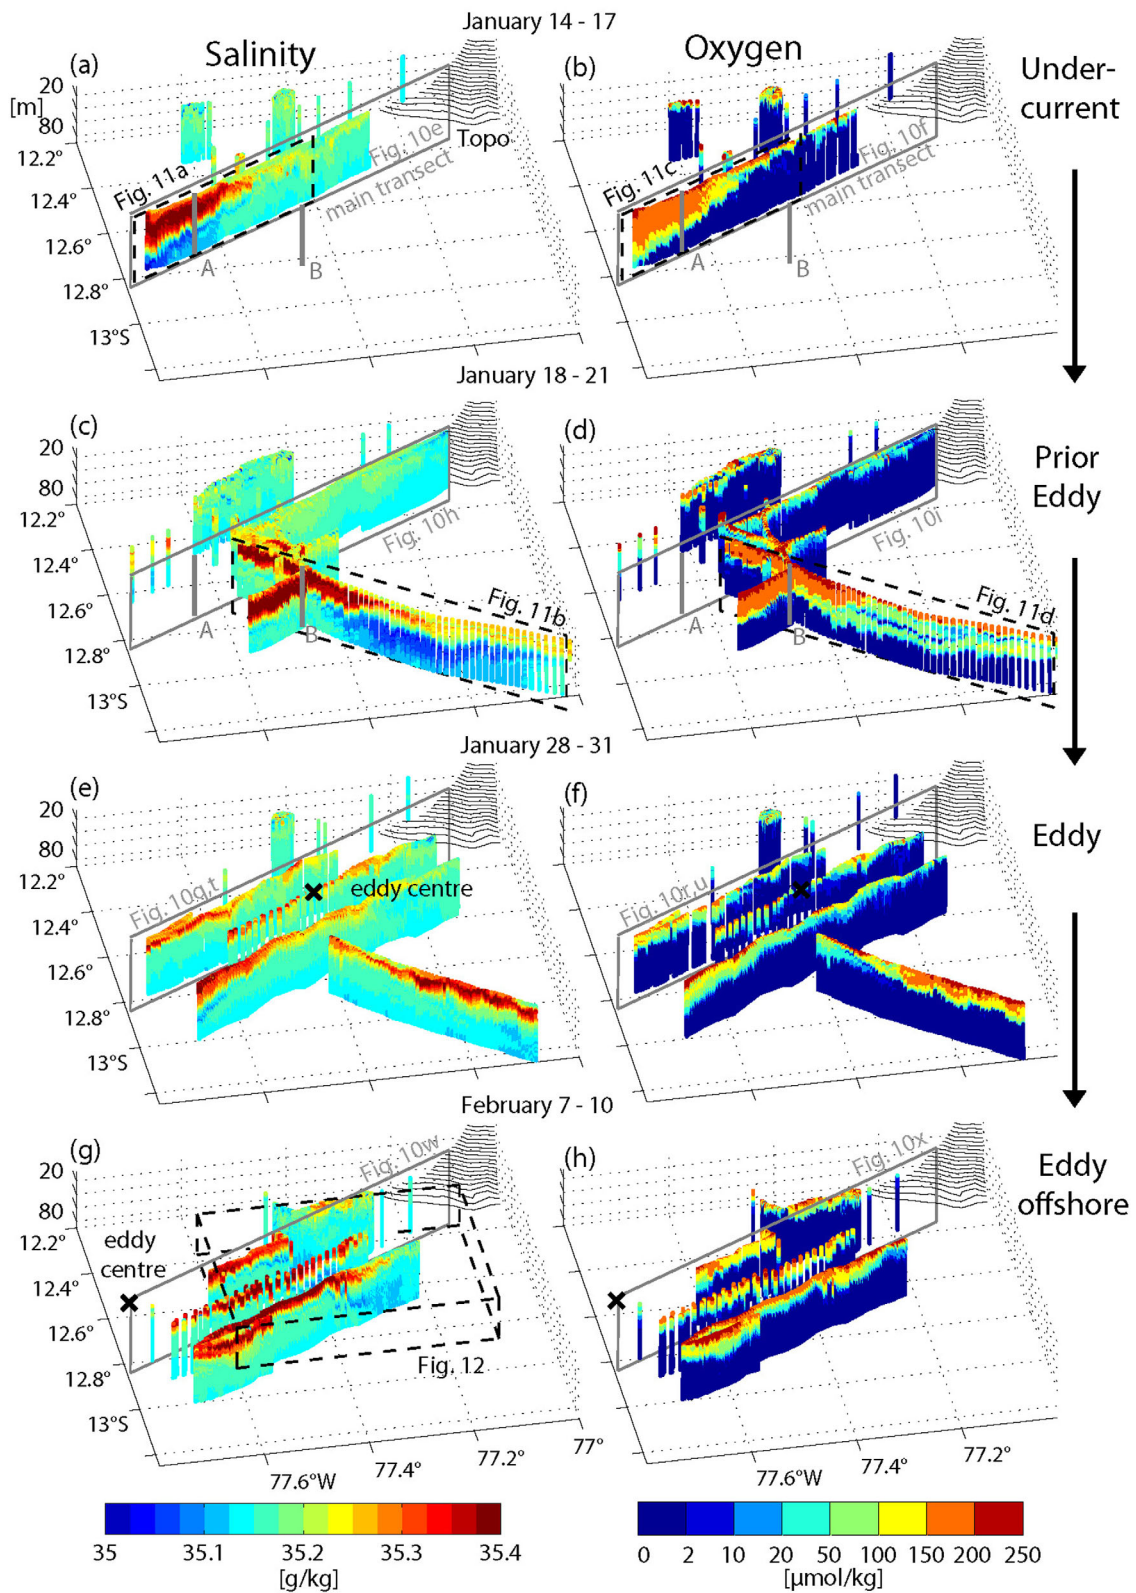 January 14 - 17
(a)
Salinity
(b)
Oxygen
Under-
current
20
[m]
80
12.2°
12.4°
12.6°
12.8°
13°S
Fig. 11a
Fig. 10e
main transect
Topo
A
B
Fig. 11c
Fig. 10f
main transect
A
B
January 18 - 21
(c)
(d)
Prior
Eddy
20
80
12.2°
12.4°
12.6°
12.8°
13°S
Fig. 10h
Fig. 11b
A
B
Fig. 10i
Fig. 11d
A
B
January 28 - 31
(e)
(f)
Eddy
20
80
12.2°
12.4°
12.6°
12.8°
13°S
Fig. 10q,t
eddy centre
Fig. 10r,u
February 7 - 10
(g)
(h)
Eddy
offshore
20
80
12.2°
12.4°
12.6°
12.8°
13°S
Fig. 10w
eddy
centre
Fig. 12
Fig. 10x
77.6°W
77.4°
77.2°
77°
77.6°W
77.4°
77.2°
35 35.1 35.2 35.3 35.4
[g/kg]
0 2 10 20 50 100 150 200 250
[µmol/kg]